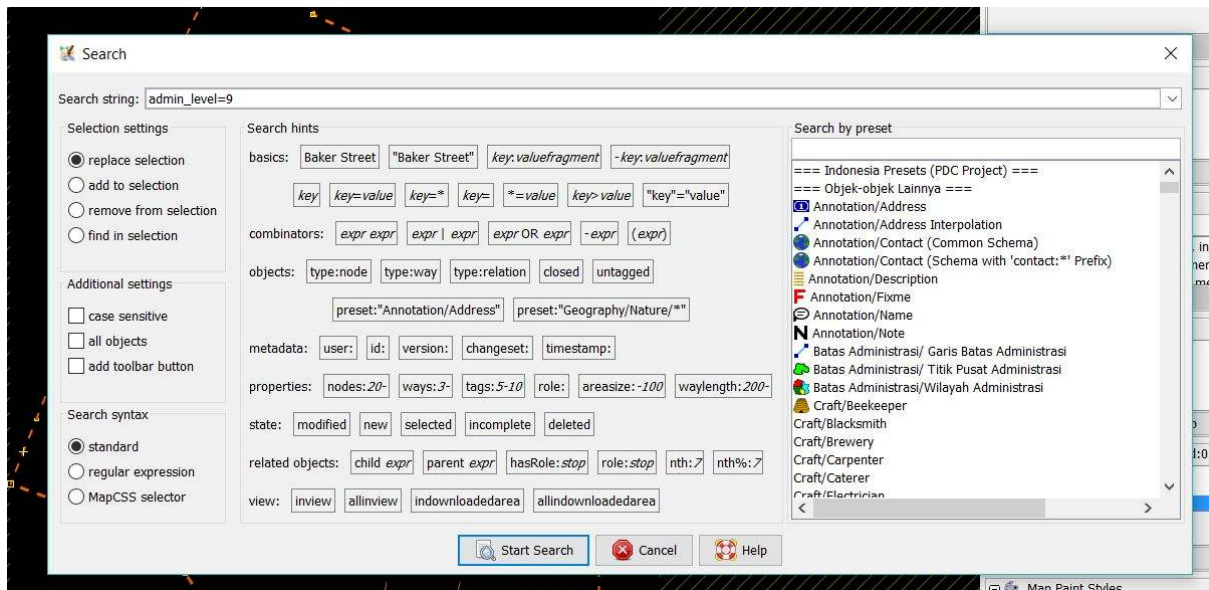 Search
Search string: admin_level=9
Selection settings
replace selection
add to selection
remove from selection
find in selection
Additional settings
case sensitive
all objects
add toolbar button
Search syntax
standard
regular expression
MapCSS selector
Search hints
basics: Baker Street "Baker Street" key:valuefragment -key:valuefragment
key key=value key=* key= *=value key>value "key"="value"
combinators: expr expr expr | expr expr OR expr -expr (expr)
objects: type:node type:way type:relation closed untagged
preset:"Annotation/Address" preset:"Geography/Nature/*"
metadata: user: id: version: changeset: timestamp:
properties: nodes:20- ways:3- tags:5-10 role: areasize:-100 waylength:200-
state: modified new selected incomplete deleted
related objects: child expr parent expr hasRole:stop role:stop nth:7 nth%:7
view: inview allinview indownloadedarea allindownloadedarea
Search by preset
=== Indonesia Presets (PDC Project) ===
=== Objek-objek Lainnya ===
Annotation/Address
Annotation/Address Interpolation
Annotation/Contact (Common Schema)
Annotation/Contact (Schema with 'contact:*' Prefix)
Annotation/Description
Annotation/Fixme
Annotation/Name
Annotation/Note
Batas Administrasi/ Garis Batas Administrasi
Batas Administrasi/ Titik Pusat Administrasi
Batas Administrasi/Wilayah Administrasi
Craft/Beekeeper
Craft/Blacksmith
Craft/Brewery
Craft/Carpenter
Craft/Caterer
Craft/Electrician
Start Search Cancel Help
Map Paint Styles